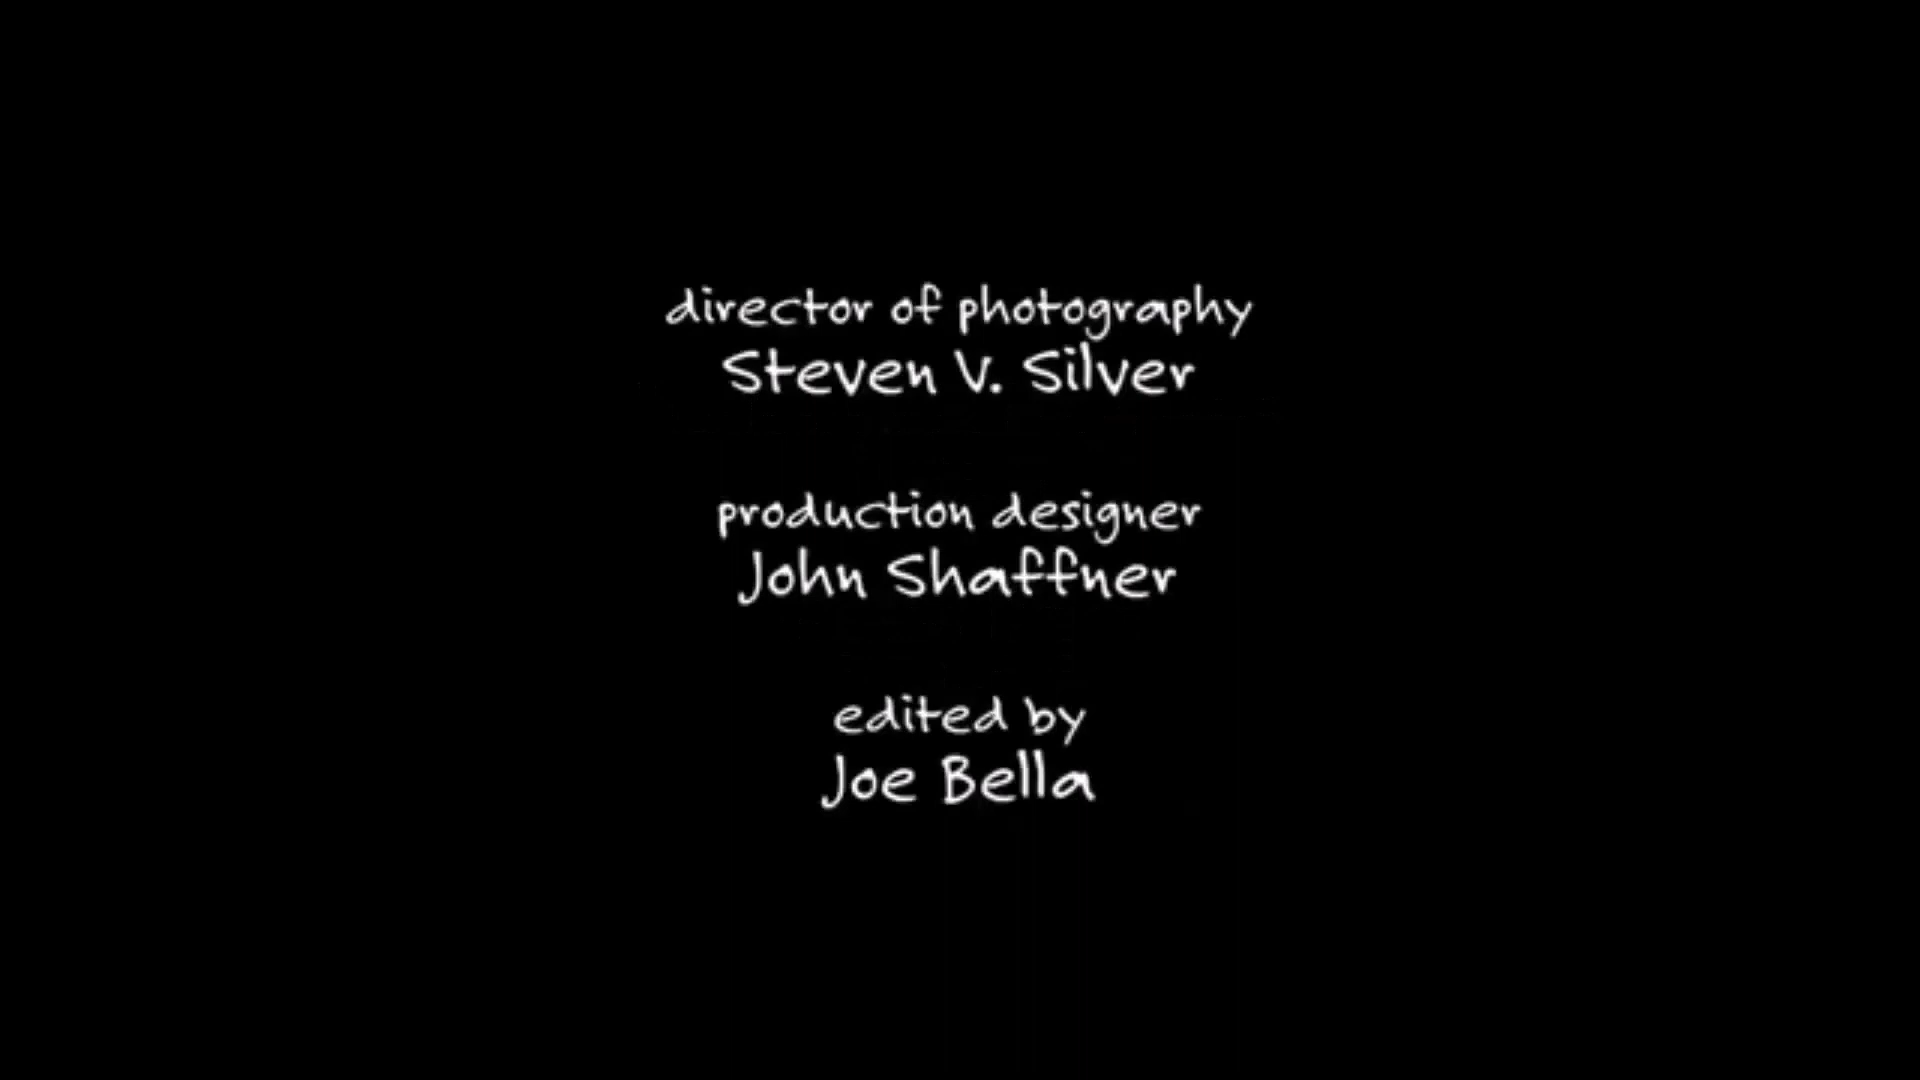 director of photography
Steven V. Silver
production designer
John Shaffner
edited by
Joe Bella